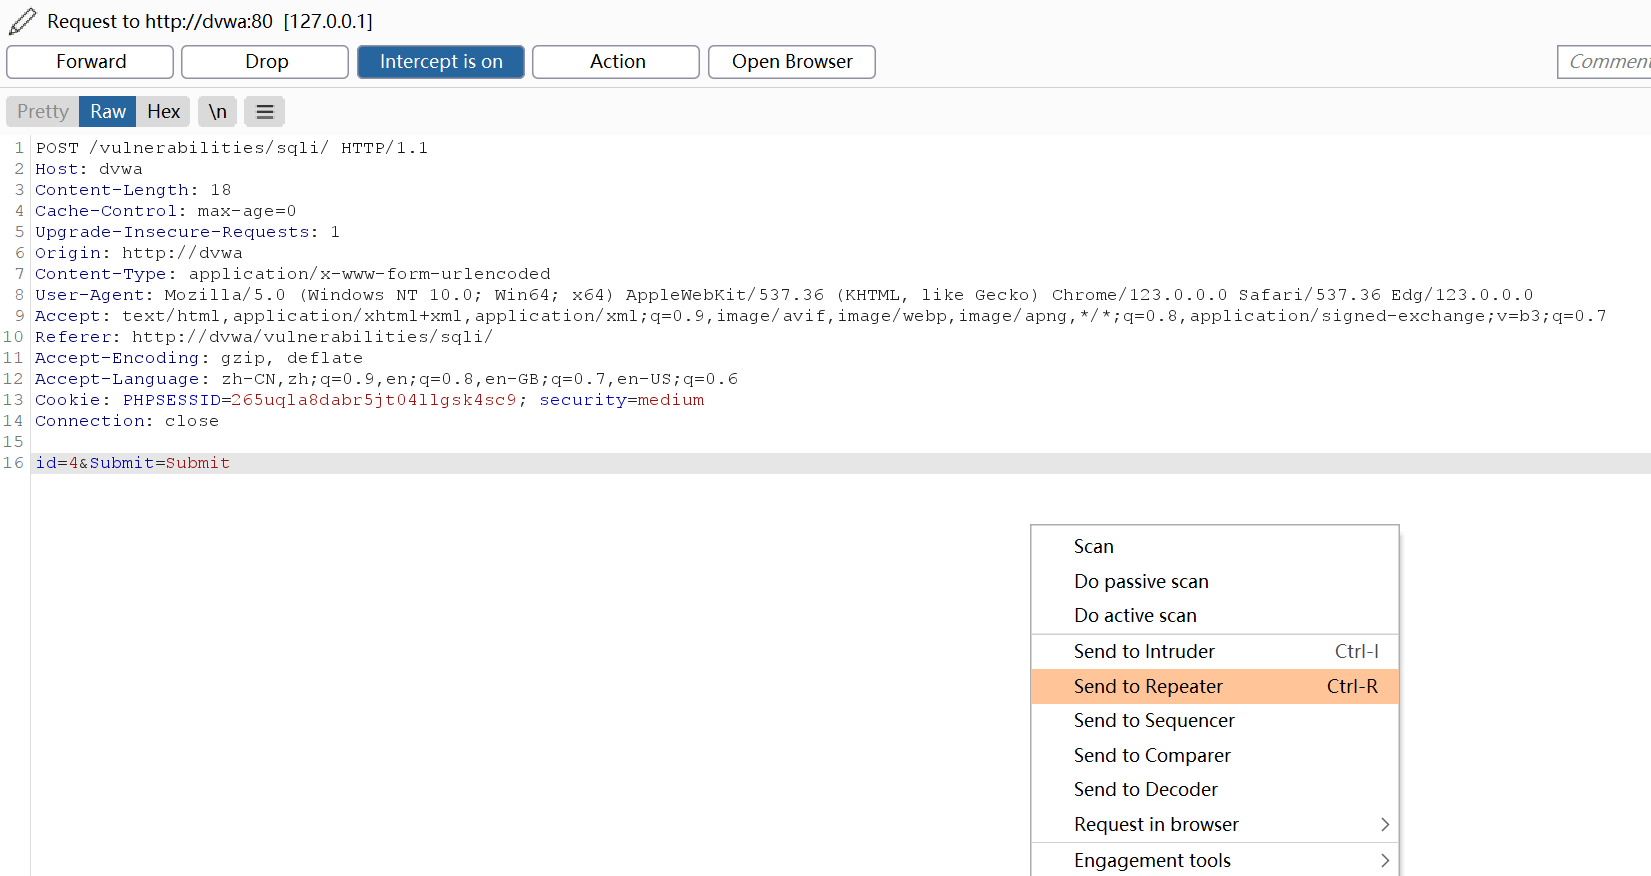 Request to http://dvwa:80 [127.0.0.1]
Forward Drop Intercept is on Action Open Browser Comment
Pretty Raw Hex \n
1 POST /vulnerabilities/sqli/ HTTP/1.1
2 Host: dvwa
3 Content-Length: 18
4 Cache-Control: max-age=0
5 Upgrade-Insecure-Requests: 1
6 Origin: http://dvwa
7 Content-Type: application/x-www-form-urlencoded
8 User-Agent: Mozilla/5.0 (Windows NT 10.0; Win64; x64) AppleWebKit/537.36 (KHTML, like Gecko) Chrome/123.0.0.0 Safari/537.36 Edg/123.0.0.0
9 Accept: text/html,application/xhtml+xml,application/xml;q=0.9,image/avif,image/webp,image/apng,*/*;q=0.8,application/signed-exchange;v=b3;q=0.7
10 Referer: http://dvwa/vulnerabilities/sqli/
11 Accept-Encoding: gzip, deflate
12 Accept-Language: zh-CN,zh;q=0.9,en;q=0.8,en-GB;q=0.7,en-US;q=0.6
13 Cookie: PHPSESSID=265uqla8dabr5jt04llgsk4sc9; security=medium
14 Connection: close
15
16 id=4&Submit=Submit
Scan
Do passive scan
Do active scan
Send to Intruder Ctrl-I
Send to Repeater Ctrl-R
Send to Sequencer
Send to Comparer
Send to Decoder
Request in browser
Engagement tools